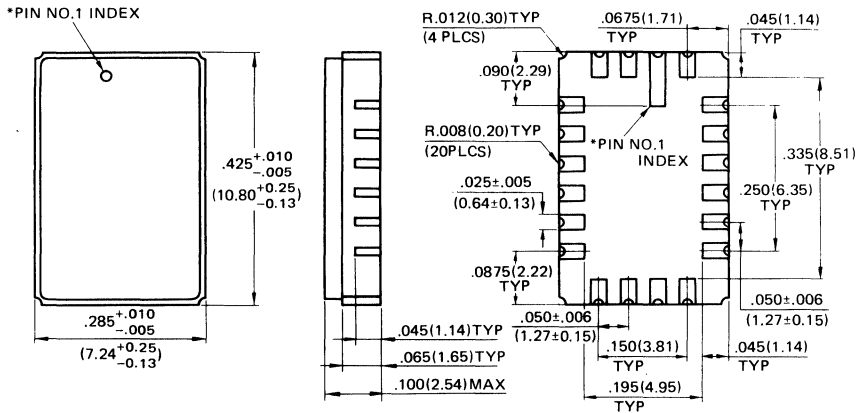 *PIN NO.1 INDEX
.425+.010
-.005
(10.80+0.25
-0.13)
.285+.010
-.005
(7.24+0.25
-0.13)
.045(1.14)TYP
.065(1.65)TYP
.100(2.54)MAX
R.012(0.30)TYP
(4 PLCS)
.0675(1.71)
TYP
.045(1.14)
TYP
.090(2.29)
TYP
R.008(0.20)TYP
(20PLCS)
*PIN NO.1
INDEX
.335(8.51)
TYP
.250(6.35)
TYP
.025±.005
(0.64±0.13)
.0875(2.22)
TYP
.050±.006
(1.27±0.15)
.050±.006
(1.27±0.15)
.150(3.81)
TYP
.045(1.14)
TYP
.195(4.95)
TYP